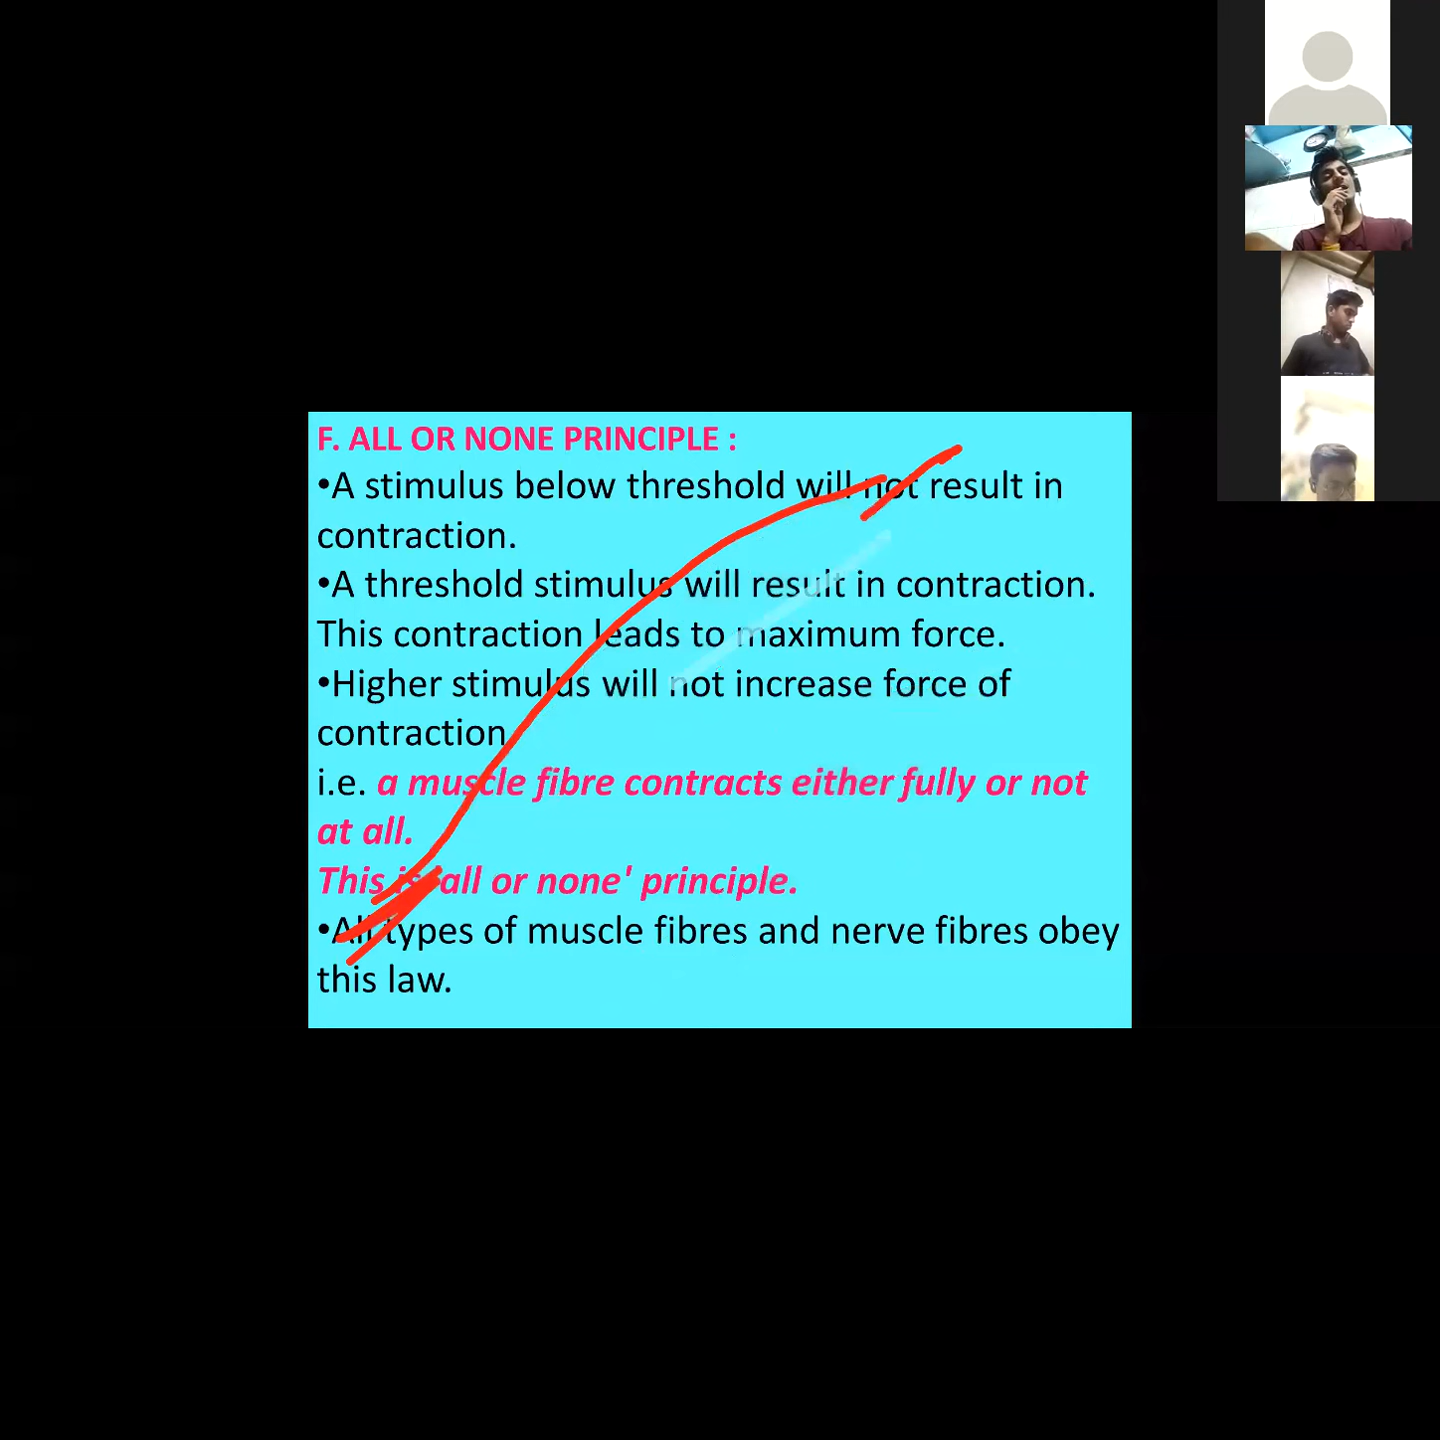 F. ALL OR NONE PRINCIPLE :
•A stimulus below threshold will not result in
contraction.
•A threshold stimulus will result in contraction.
This contraction leads to maximum force.
•Higher stimulus will not increase force of
contraction
i.e. a muscle fibre contracts either fully or not
at all.
This is 'all or none' principle.
•All types of muscle fibres and nerve fibres obey
this law.